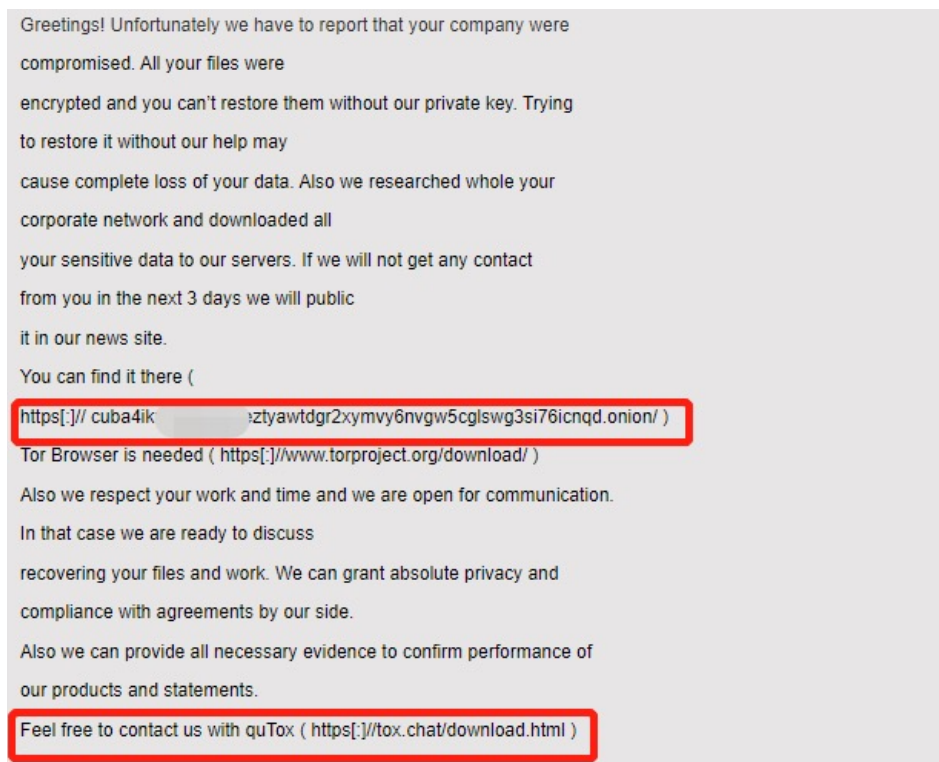 Greetings! Unfortunately we have to report that your company were
compromised. All your files were
encrypted and you can't restore them without our private key. Trying
to restore it without our help may
cause complete loss of your data. Also we researched whole your
corporate network and downloaded all
your sensitive data to our servers. If we will not get any contact
from you in the next 3 days we will public
it in our news site.
You can find it there (
https[:]// cuba4ik eztyawtdgr2xymvy6nvgw5cglswg3si76icnqd.onion/ )
Tor Browser is needed ( https[:]//www.torproject.org/download/ )
Also we respect your work and time and we are open for communication.
In that case we are ready to discuss
recovering your files and work. We can grant absolute privacy and
compliance with agreements by our side.
Also we can provide all necessary evidence to confirm performance of
our products and statements.
Feel free to contact us with quTox ( https[:]//tox.chat/download.html )